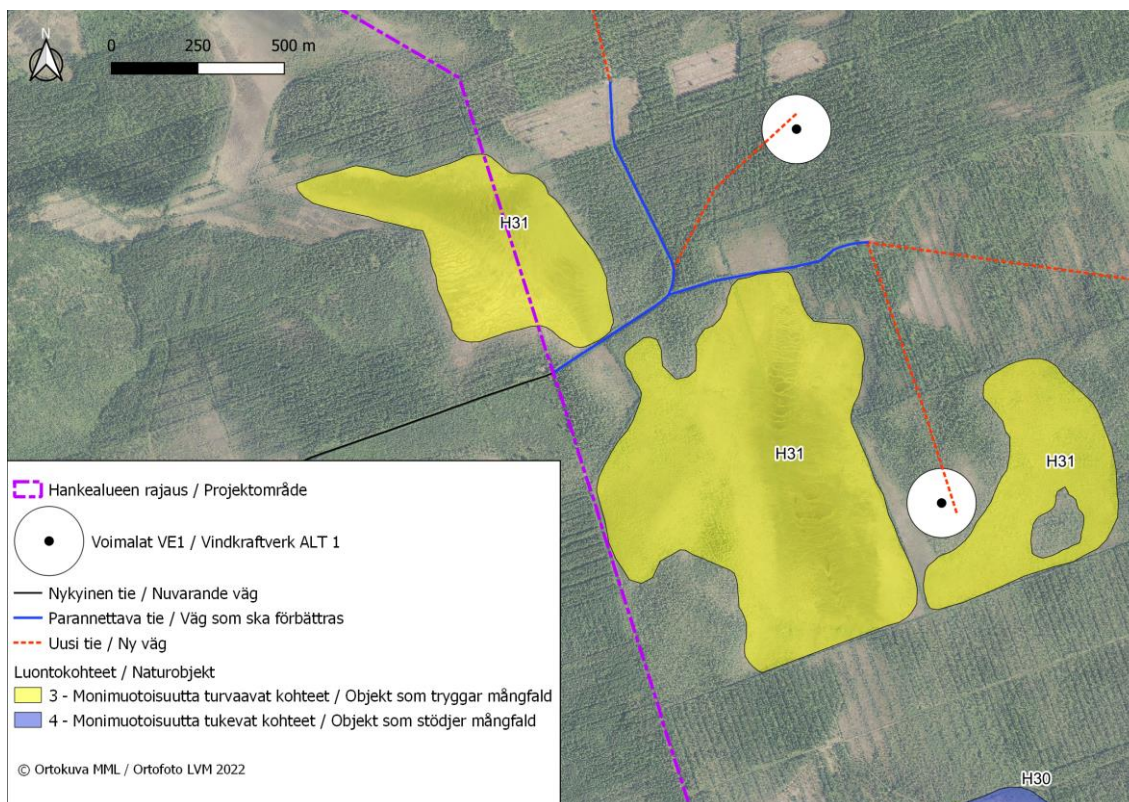 N
0 250 500 m
H31
H31
H31
Hankealueen rajaus / Projektområde
Voimalat VE1 / Vindkraftverk ALT 1
Nykyinen tie / Nuvarande väg
Parannettava tie / Väg som ska förbättras
Uusi tie / Ny väg
Luontokohteet / Naturobjekt
3 - Monimuotoisuutta turvaavat kohteet / Objekt som tryggar mångfald
4 - Monimuotoisuutta tukevat kohteet / Objekt som stödjer mångfald
© Ortokuva MML / Ortofoto LVM 2022
H30